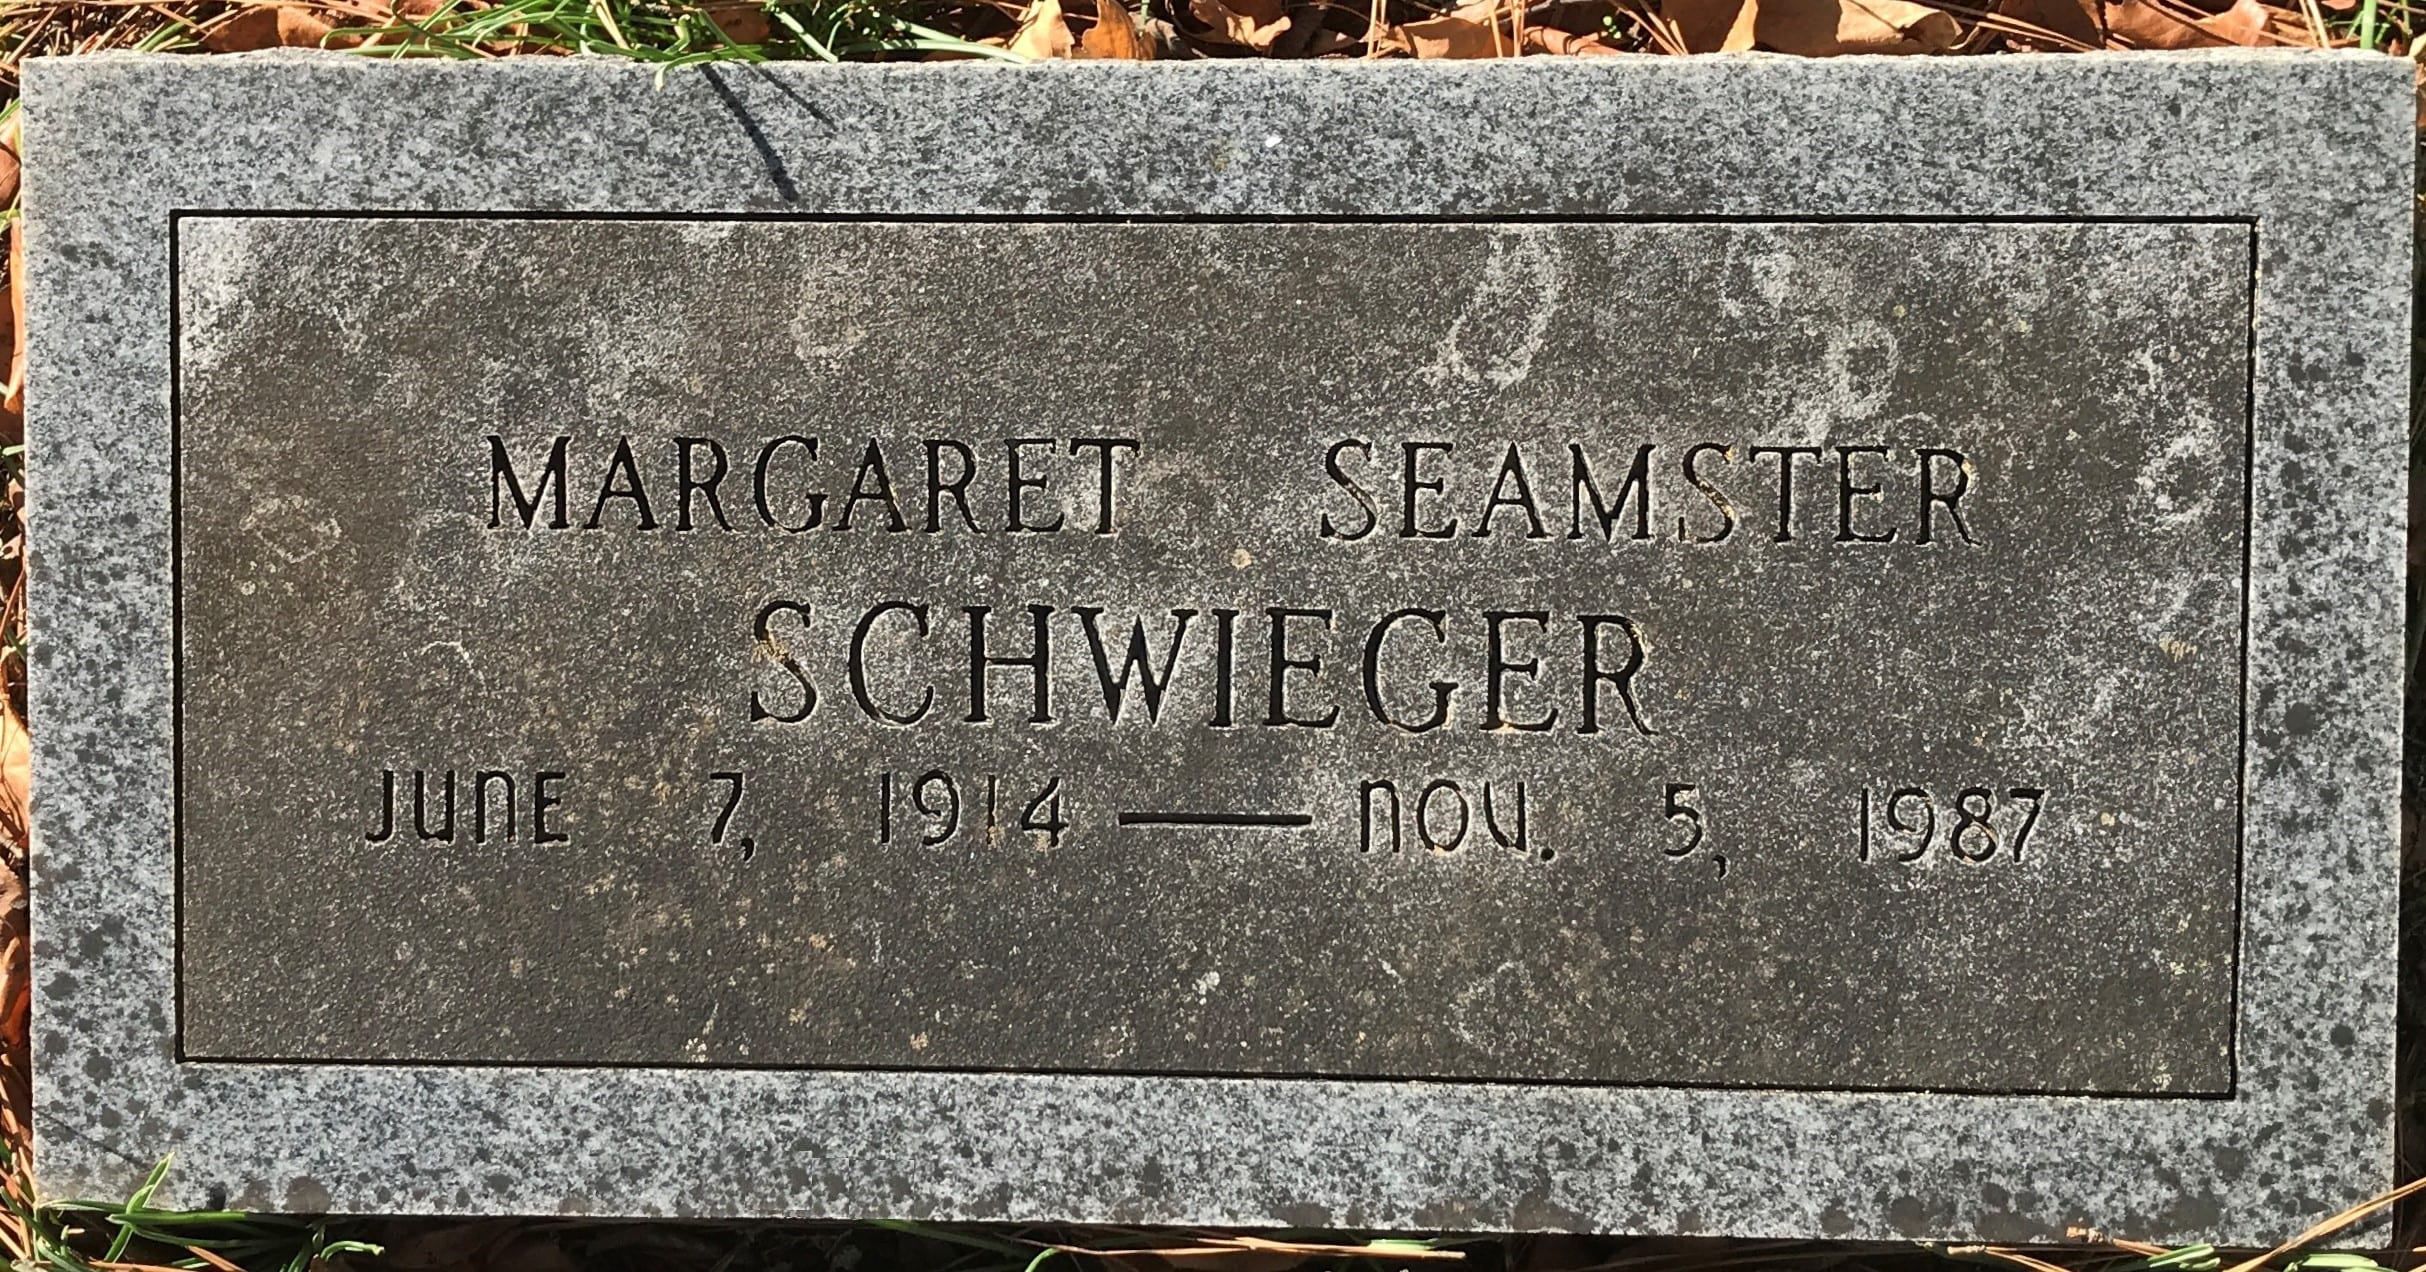 MARGARET SEAMSTER
SCHWIEGER
JUNE 7, 1914 — NOV. 5, 1987